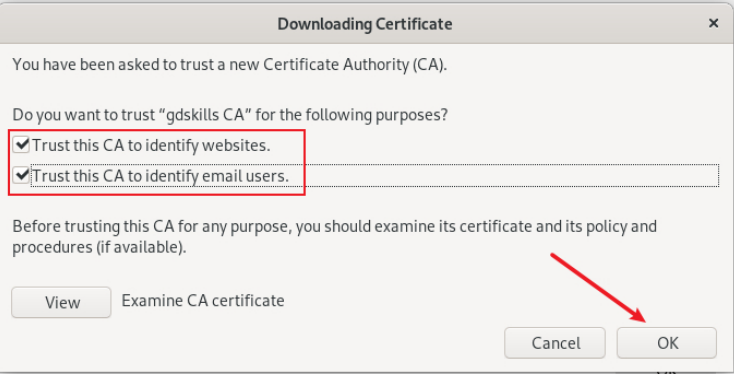 Downloading Certificate
You have been asked to trust a new Certificate Authority (CA).
Do you want to trust “gdskills CA” for the following purposes?
Trust this CA to identify websites.
Trust this CA to identify email users.
Before trusting this CA for any purpose, you should examine its certificate and its policy and
procedures (if available).
View Examine CA certificate
Cancel OK